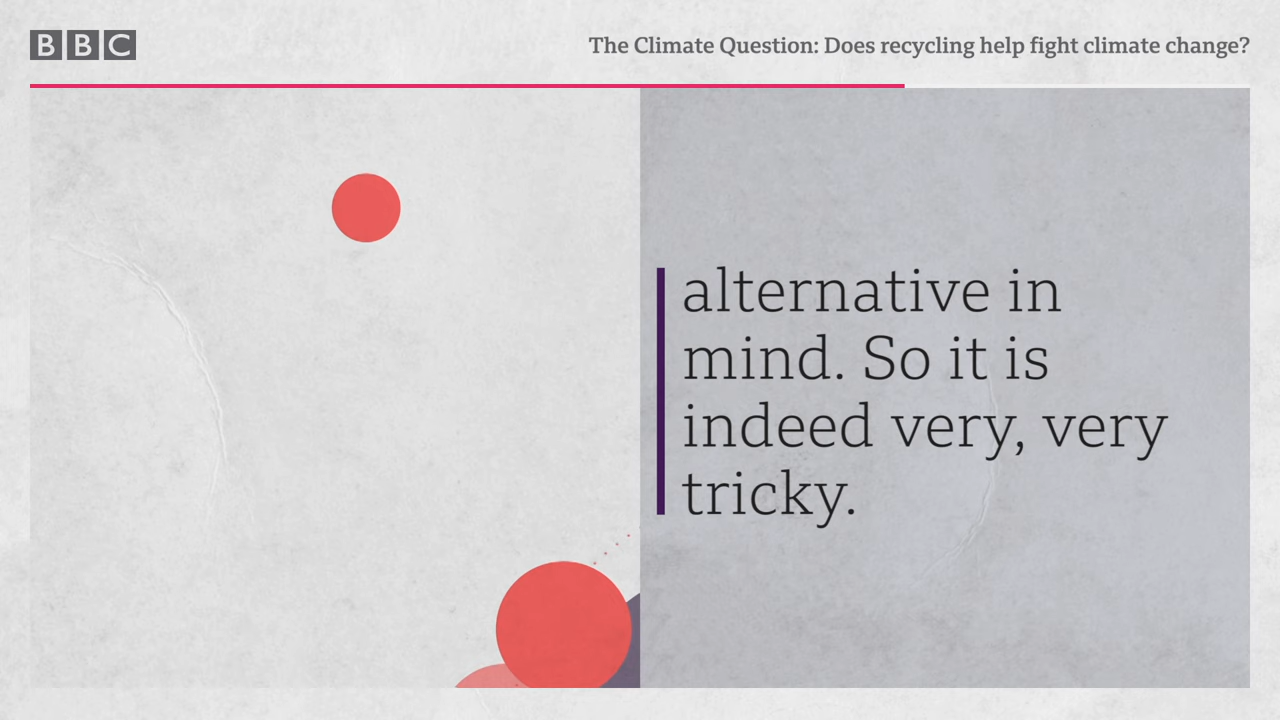 BBC
The Climate Question: Does recycling help fight climate change?
alternative in
mind. So it is
indeed very, very
tricky.